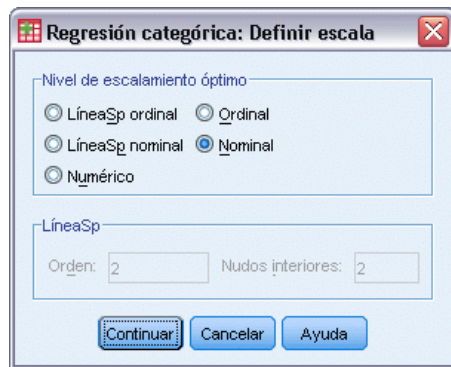 Regresión categórica: Definir escala
Nivel de escalamiento óptimo
LíneaSp ordinal Ordinal
LíneaSp nominal Nominal
Numérico
LíneaSp
Orden: 2 Nudos interiores: 2
Continuar Cancelar Ayuda